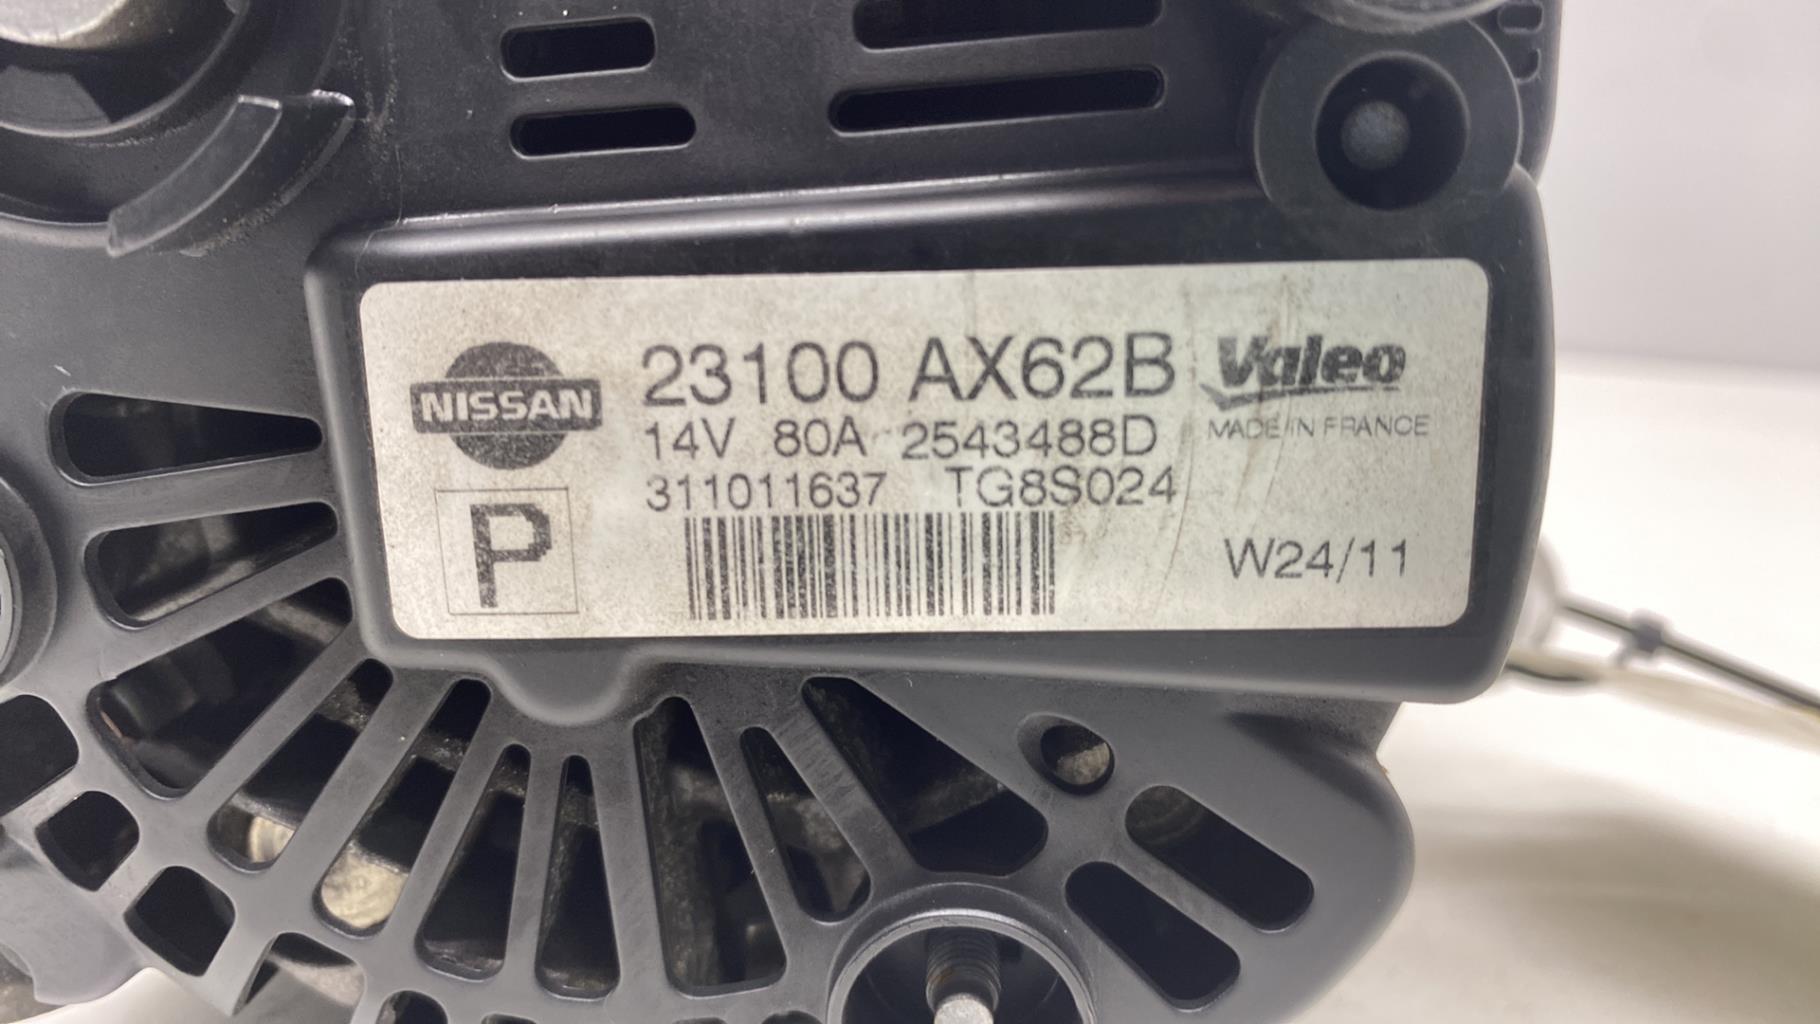 NISSAN
23100 AX62B
Valeo
14V 80A 2543488D
MADE IN FRANCE
311011637 TG8S024
P
W24/11